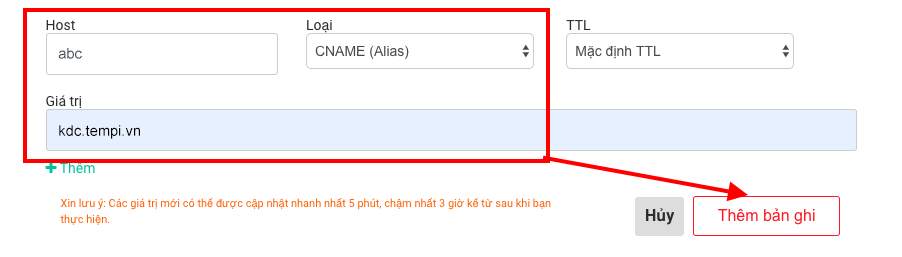 Host Loại TTL
abc CNAME (Alias) Mặc định TTL
Giá trị
kdc.tempi.vn
+ Thêm
Xin lưu ý: Các giá trị mới có thể được cập nhật nhanh nhất 5 phút, chậm nhất 3 giờ kể từ sau khi bạn
thực hiện.
Hủy Thêm bản ghi